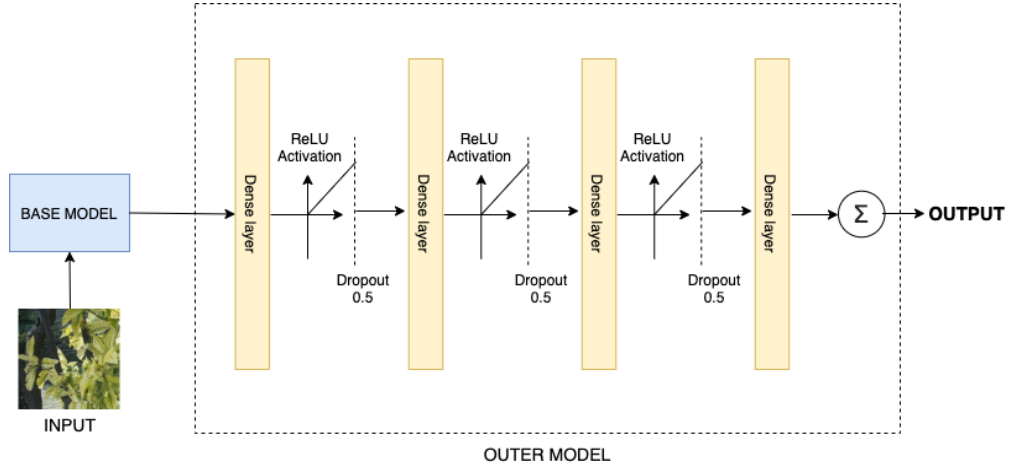 BASE MODEL
INPUT
Dense layer
ReLU
Activation
Dropout
0.5
Dense layer
ReLU
Activation
Dropout
0.5
Dense layer
ReLU
Activation
Dropout
0.5
Dense layer
Σ
OUTPUT
OUTER MODEL